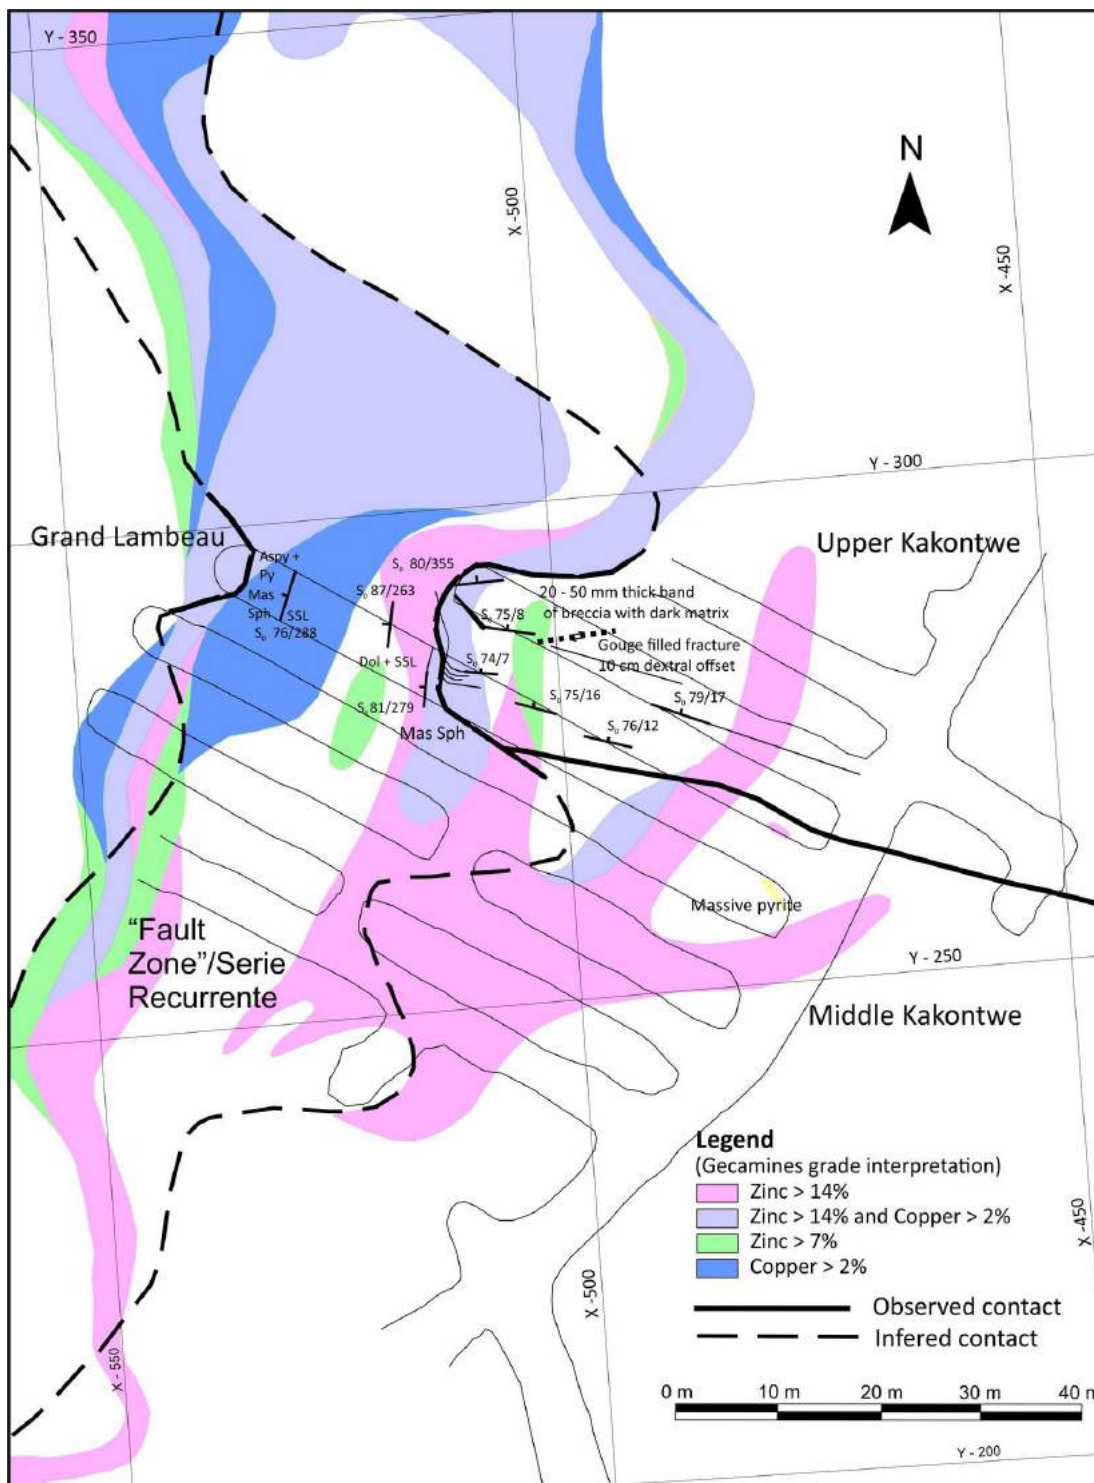 Y - 350
N
X -500
X -450
Y - 300
Grand Lambeau
Upper Kakontwe
Aspy +
Py
Mas
Sph
SSL
S₀ 76/288
S₀ 87/263
S₀ 80/355
20 - 50 mm thick band
of breccia with dark matrix
S₀ 75/8
Gouge filled fracture
10 cm dextral offset
Dol + SSL
S₀ 74/7
S₀ 81/279
S₀ 75/16
S₀ 79/17
S₀ 76/12
Mas Sph
Massive pyrite
"Fault
Zone"/Serie
Recurrente
Y - 250
Middle Kakontwe
Legend
(Gecamines grade interpretation)
Zinc > 14%
Zinc > 14% and Copper > 2%
Zinc > 7%
Copper > 2%
X -450
X -500
Observed contact
Infered contact
X - 550
0 m 10 m 20 m 30 m 40 m
Y - 200